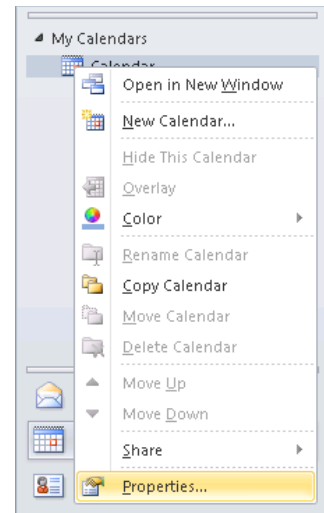 My Calendars
Calendar
Open in New Window
New Calendar...
Hide This Calendar
Overlay
Color
Rename Calendar
Copy Calendar
Move Calendar
Delete Calendar
Move Up
Move Down
Share
Properties...